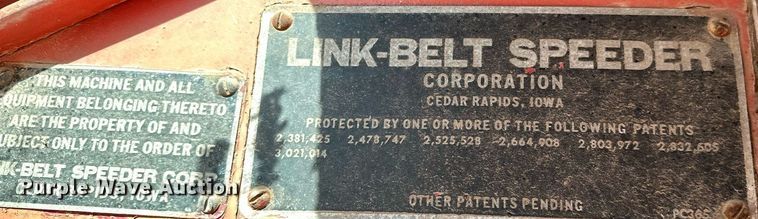 THIS MACHINE AND ALL
EQUIPMENT BELONGING THERETO
ARE THE PROPERTY OF AND
SUBJECT ONLY TO THE ORDER OF
LINK-BELT SPEEDER CORP.
IOWA
LINK-BELT SPEEDER
CORPORATION
CEDAR RAPIDS, IOWA
PROTECTED BY ONE OR MORE OF THE FOLLOWING PATENTS
2,381,425 2,478,747 2,525,528 2,664,908 2,803,972 2,832,605
3,021,014
OTHER PATENTS PENDING
Purple Wave Auction